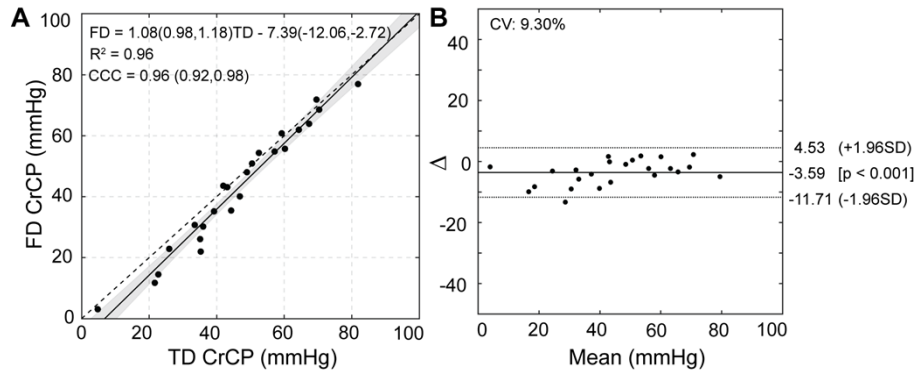 A
FD = 1.08(0.98,1.18)TD - 7.39(-12.06,-2.72)
R² = 0.96
CCC = 0.96 (0.92,0.98)
100
80
60
40
20
0
FD CrCP (mmHg)
0 20 40 60 80 100
TD CrCP (mmHg)
B
CV: 9.30%
40
20
0
-20
-40
Δ
4.53 (+1.96SD)
-3.59 [p < 0.001]
-11.71 (-1.96SD)
0 20 40 60 80 100
Mean (mmHg)